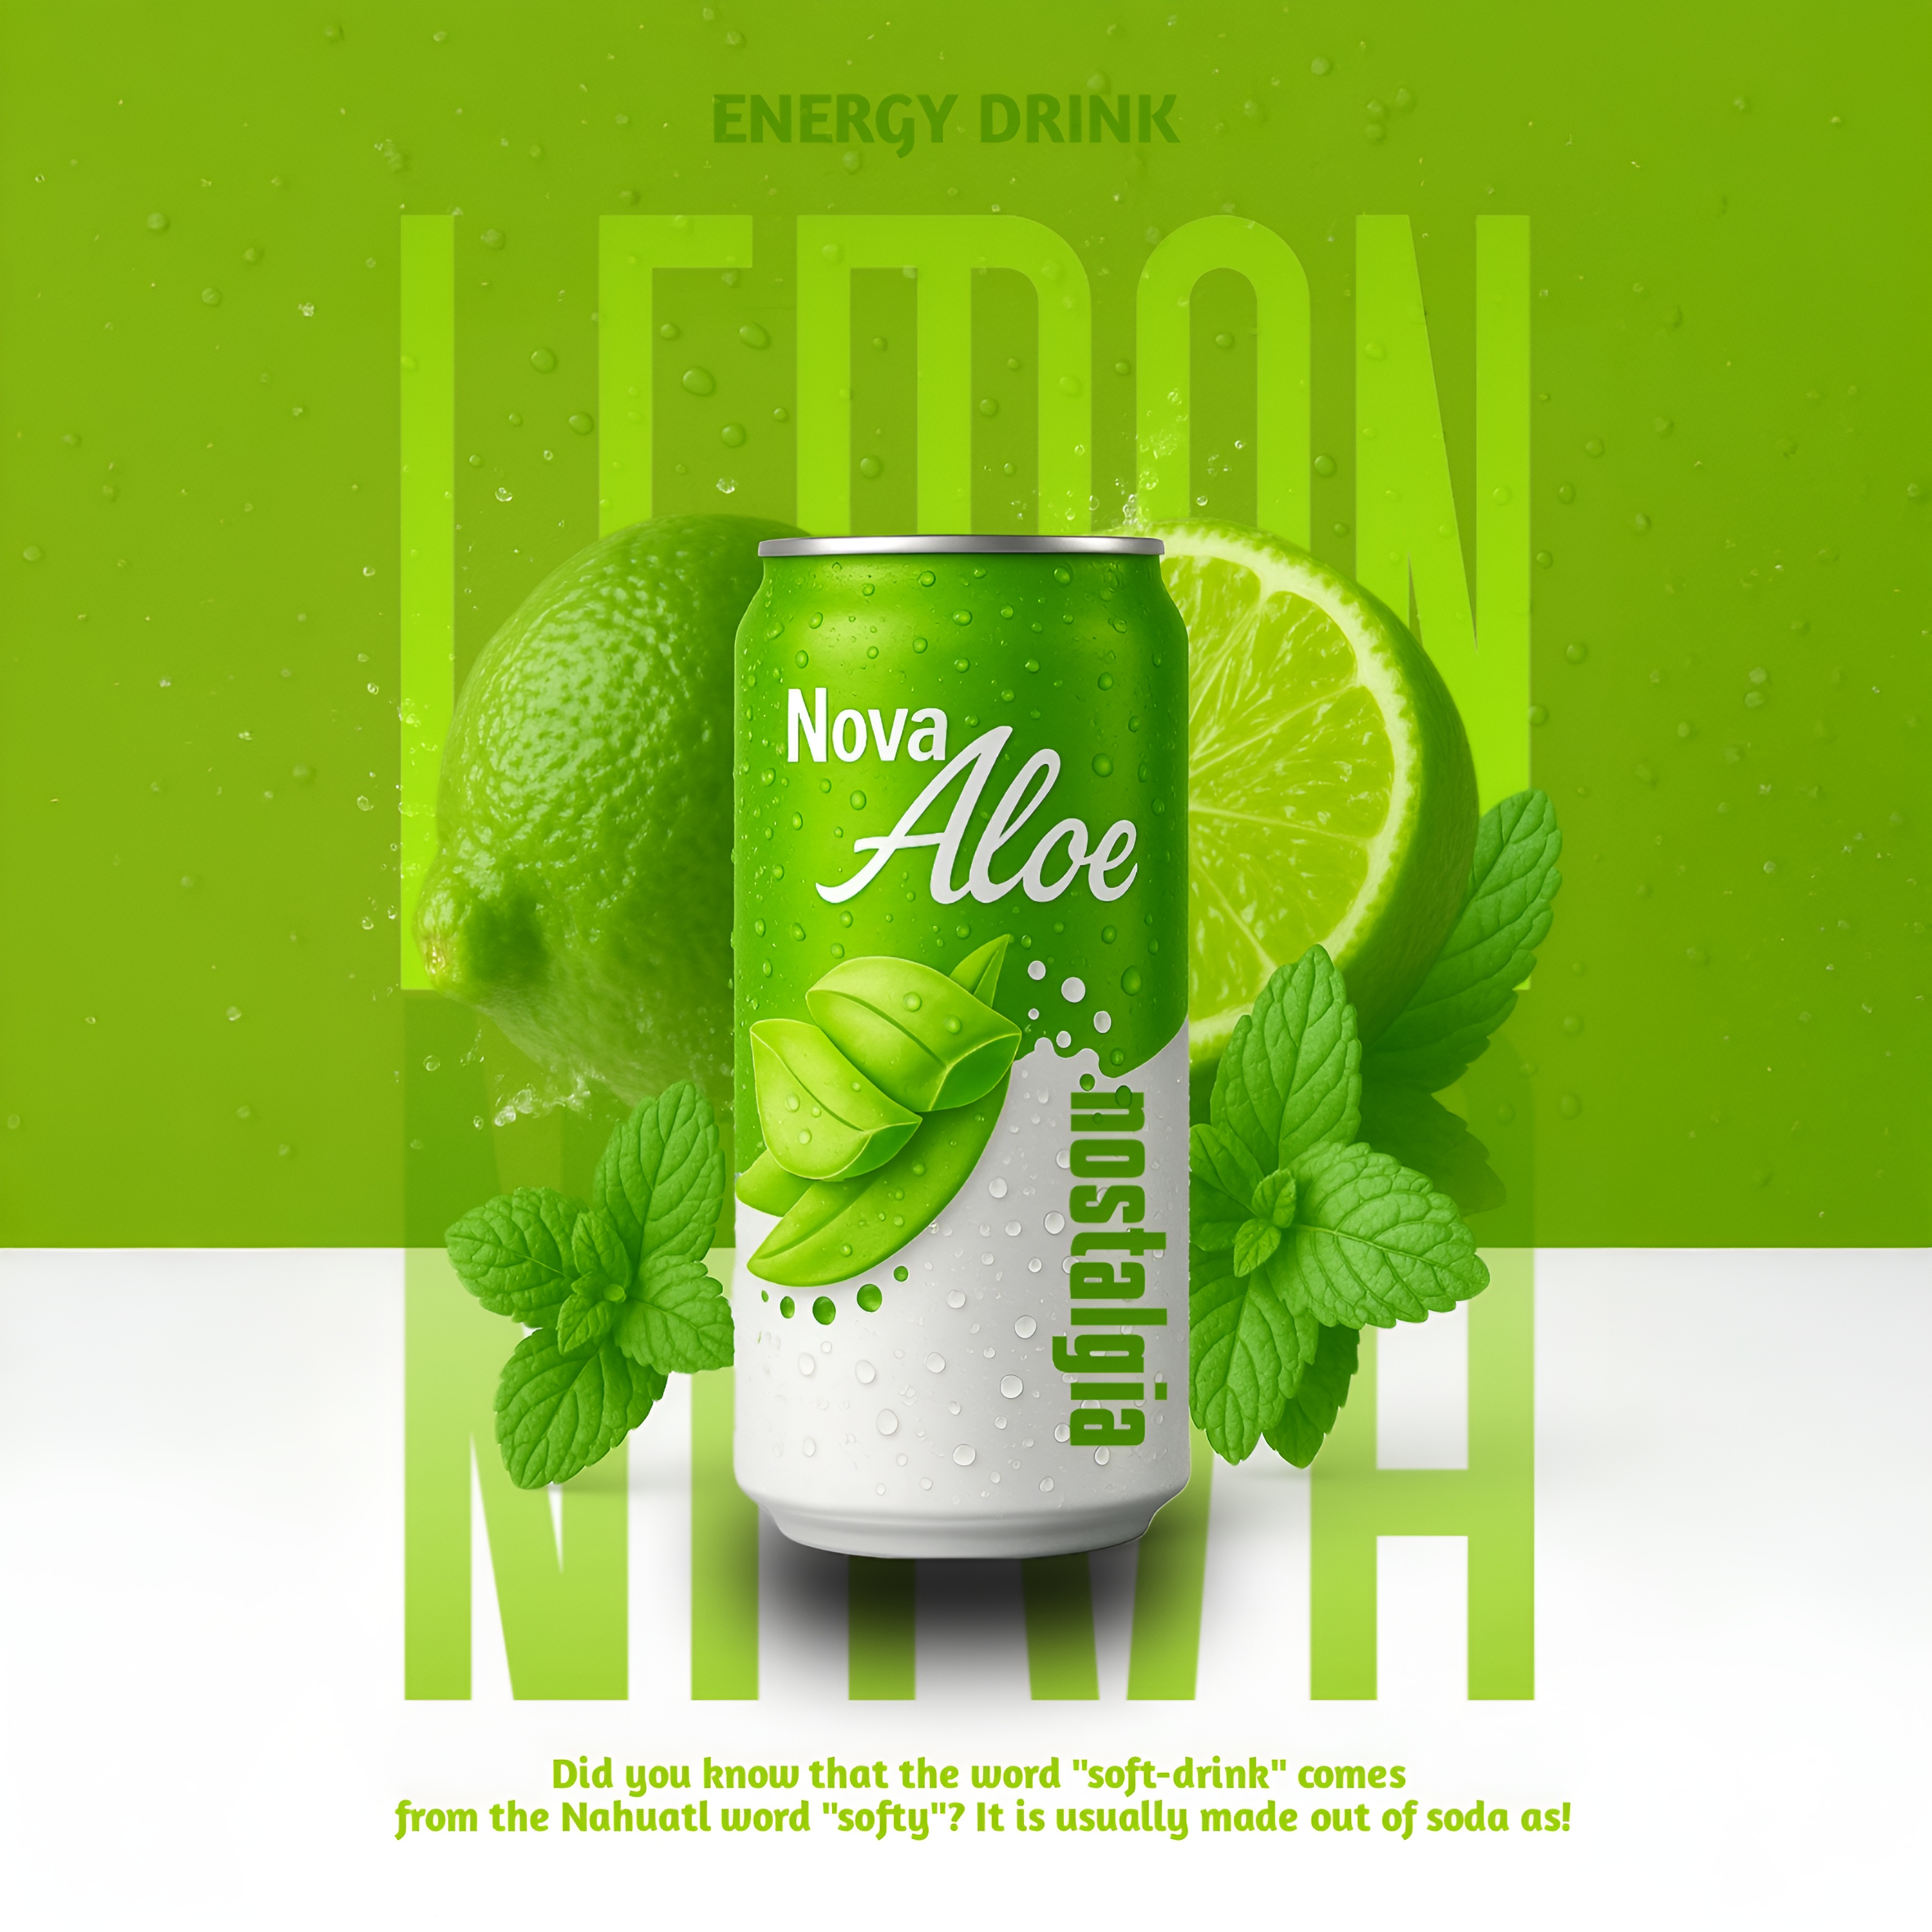 ENERGY DRINK
LEMON
Nova
Aloe
nostalgia
Did you know that the word "soft-drink" comes
from the Nahuatl word "softy"? It is usually made out of soda as!